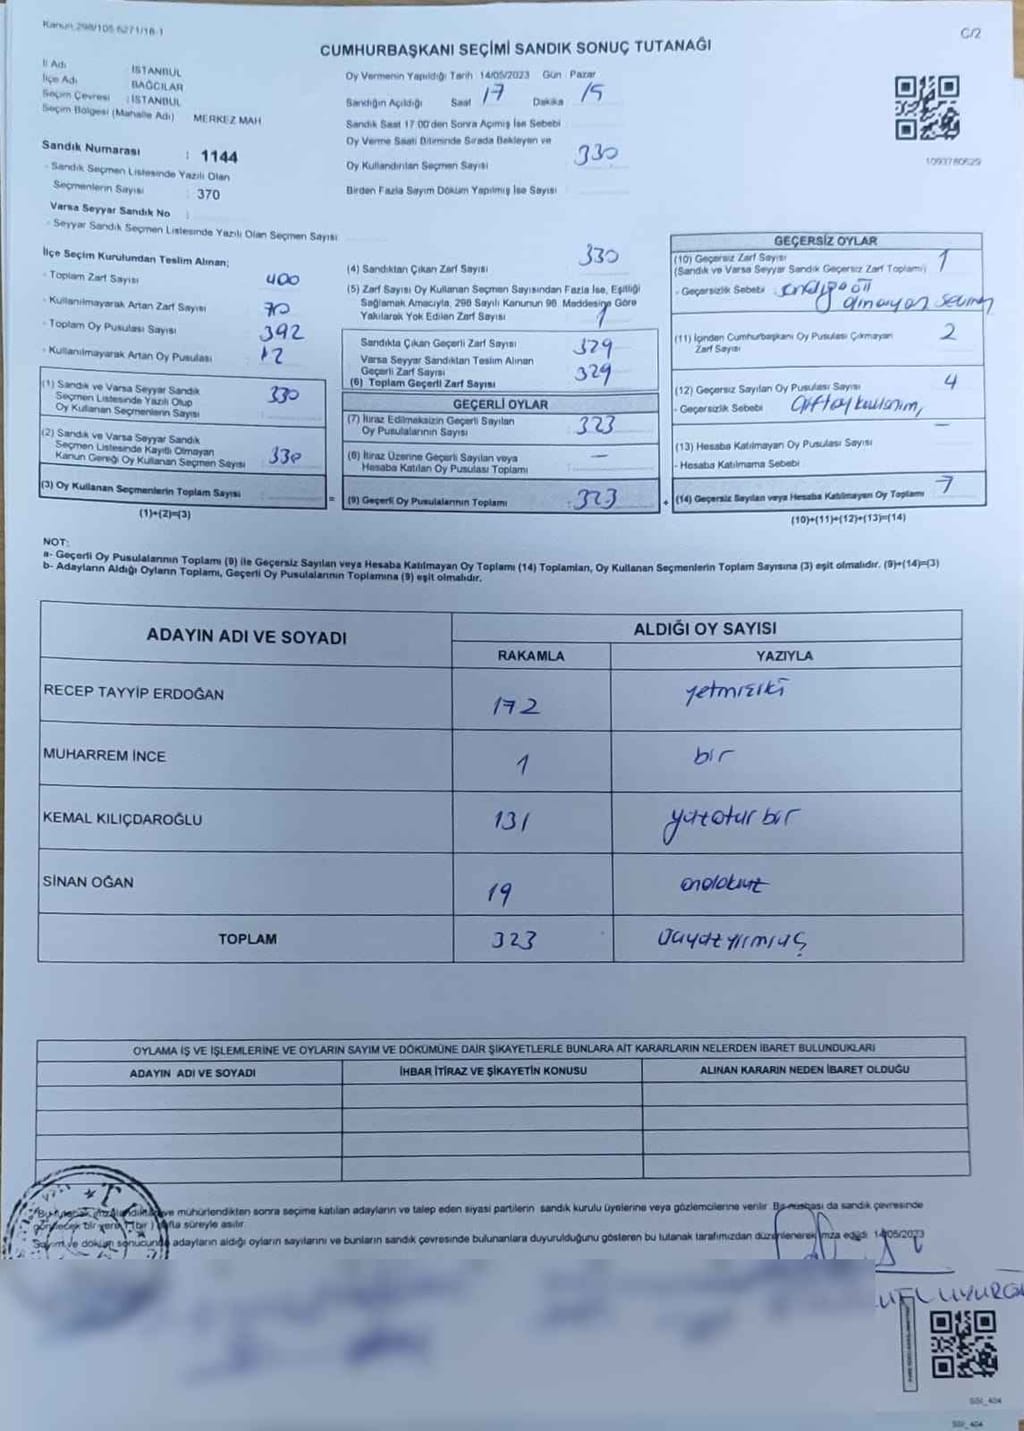 Kanun 298/105 6271/18-1
C/2
CUMHURBAŞKANI SEÇİMİ SANDIK SONUÇ TUTANAĞI
İl Adı : İSTANBUL
İlçe Adı : BAĞCILAR
Seçim Çevresi : İSTANBUL
Seçim Bölgesi (Mahalle Adı) MERKEZ MAH
Sandık Numarası : 1144
- Sandık Seçmen Listesinde Yazılı Olan
Seçmenlerin Sayısı : 370
Varsa Seyyar Sandık No :
- Seyyar Sandık Seçmen Listesinde Yazılı Olan Seçmen Sayısı
Oy Vermenin Yapıldığı Tarih 14/05/2023 Gün : Pazar
Sandığın Açıldığı Saat 17 Dakika 15
Sandık Saat 17:00'den Sonra Açımış İse Sebebi
Oy Verme Saati Bitiminde Sırada Bekleyen ve
Oy Kullandırılan Seçmen Sayısı 330
Birden Fazla Sayım Döküm Yapılmış İse Sayısı
1093780529
İlçe Seçim Kurulundan Teslim Alınan;
- Toplam Zarf Sayısı 400
- Kullanılmayarak Artan Zarf Sayısı 70
- Toplam Oy Pusulası Sayısı 392
- Kullanılmayarak Artan Oy Pusulası 12
(1) Sandık ve Varsa Seyyar Sandık
Seçmen Listesinde Yazılı Olup
Oy Kullanan Seçmenlerin Sayısı 330
(2) Sandık ve Varsa Seyyar Sandık
Seçmen Listesinde Kayıtlı Olmayan
Kanun Gereği Oy Kullanan Seçmen Sayısı 330
(3) Oy Kullanan Seçmenlerin Toplam Sayısı =
(1)+(2)=(3)
(4) Sandıktan Çıkan Zarf Sayısı 330
(5) Zarf Sayısı Oy Kullanan Seçmen Sayısından Fazla İse, Eşitliği
Sağlamak Amacıyla, 298 Sayılı Kanunun 98. Maddesine Göre
Yakılarak Yok Edilen Zarf Sayısı 1
Sandıkta Çıkan Geçerli Zarf Sayısı 329
Varsa Seyyar Sandıktan Teslim Alınan
Geçerli Zarf Sayısı 329
(6) Toplam Geçerli Zarf Sayısı
GEÇERLİ OYLAR
(7) İtiraz Edilmeksizin Geçerli Sayılan
Oy Pusulalarının Sayısı 323
(8) İtiraz Üzerine Geçerli Sayılan veya
Hesaba Katılan Oy Pusulası Toplamı —
(9) Geçerli Oy Pusulalarının Toplamı : 323 +
GEÇERSİZ OYLAR
(10) Geçersiz Zarf Sayısı 1
(Sandık ve Varsa Seyyar Sandık Geçersiz Zarf Toplamı)
- Geçersizlik Sebebi
olmayan seçmen
(11) İçinden Cumhurbaşkanı Oy Pusulası Çıkmayan 2
Zarf Sayısı
(12) Geçersiz Sayılan Oy Pusulası Sayısı 4
- Geçersizlik Sebebi Çift oy kullanım,
(13) Hesaba Katılmayan Oy Pusulası Sayısı —
- Hesaba Katılmama Sebebi
(14) Geçersiz Sayılan veya Hesaba Katılmayan Oy Toplamı 7
(10)+(11)+(12)+(13)=(14)
NOT:
a- Geçerli Oy Pusulalarının Toplamı (9) ile Geçersiz Sayılan veya Hesaba Katılmayan Oy Toplamı (14) Toplamları, Oy Kullanan Seçmenlerin Toplam Sayısına (3) eşit olmalıdır. (9)+(14)=(3)
b- Adayların Aldığı Oyların Toplamı, Geçerli Oy Pusulalarının Toplamına (9) eşit olmalıdır.
ADAYIN ADI VE SOYADI
ALDIĞI OY SAYISI
RAKAMLA YAZIYLA
RECEP TAYYİP ERDOĞAN 172 yetmişiki
MUHARREM İNCE 1 bir
KEMAL KILIÇDAROĞLU 131 yüzotuzbir
SİNAN OĞAN 19 ondokuz
TOPLAM 323 üçyüzyirmiüç
OYLAMA İŞ VE İŞLEMLERİNE VE OYLARIN SAYIM VE DÖKÜMÜNE DAİR ŞİKAYETLERLE BUNLARA AİT KARARLARIN NELERDEN İBARET BULUNDUKLARI
ADAYIN ADI VE SOYADI İHBAR İTİRAZ VE ŞİKAYETİN KONUSU ALINAN KARARIN NEDEN İBARET OLDUĞU
ve mühürlendikten sonra seçime katılan adayların ve talep eden siyasi partilerin sandık kurulu üyelerine veya gözlemcilerine verilir. Bir nüshası da sandık çevresinde
görülecek bir yere 1 (bir) hafta süreyle asılır.
Sayım ve döküm sonucunda adayların aldığı oyların sayılarını ve bunların sandık çevresinde bulunanlara duyurulduğunu gösteren bu tutanak tarafımızdan düzenlenerek imza edildi. 14/05/2023
SSİ_404
SSİ_404